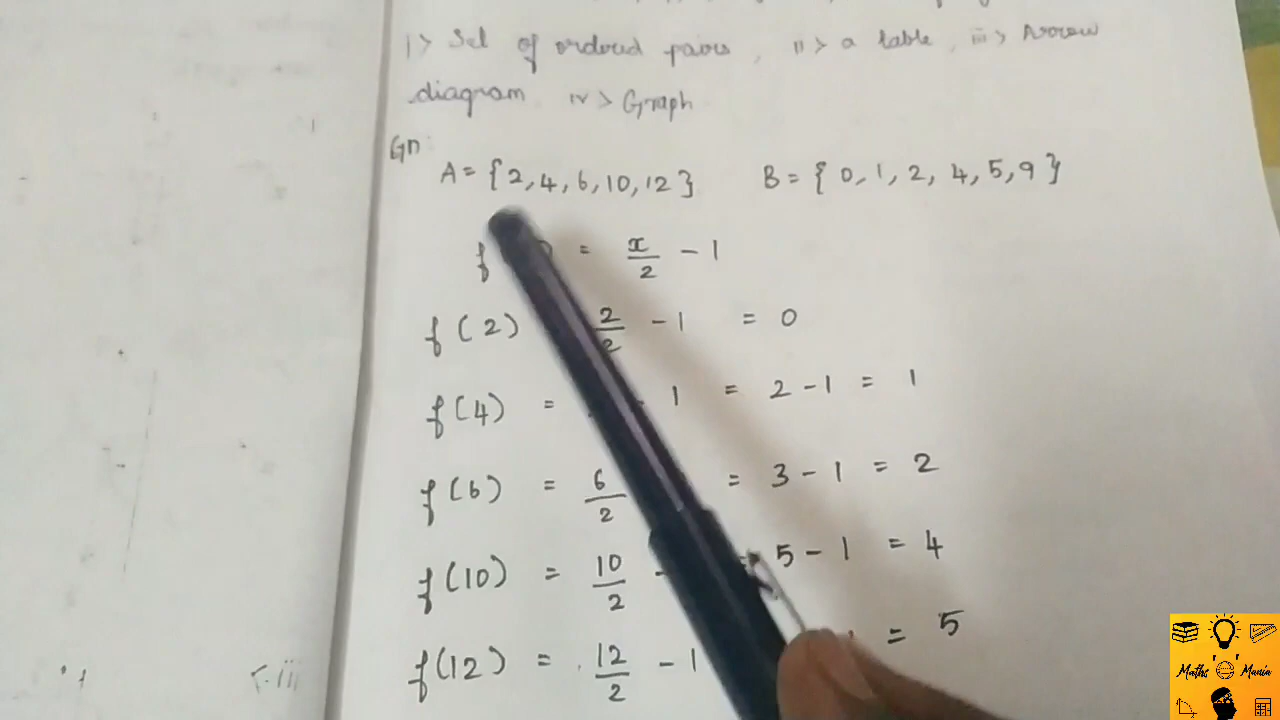 i> Set of ordered pairs, ii> a table, iii> Arrow
diagram iv> Graph
Gn:
A = {2, 4, 6, 10, 12} B = { 0, 1, 2, 4, 5, 9 }
f = x/2 - 1
f(2) 2/2 - 1 = 0
f(4) = 1 = 2 - 1 = 1
f(6) = 6/2 = 3 - 1 = 2
f(10) = 10/2 - = 5 - 1 = 4
f(12) = 12/2 - 1 = 5
Maths Mania